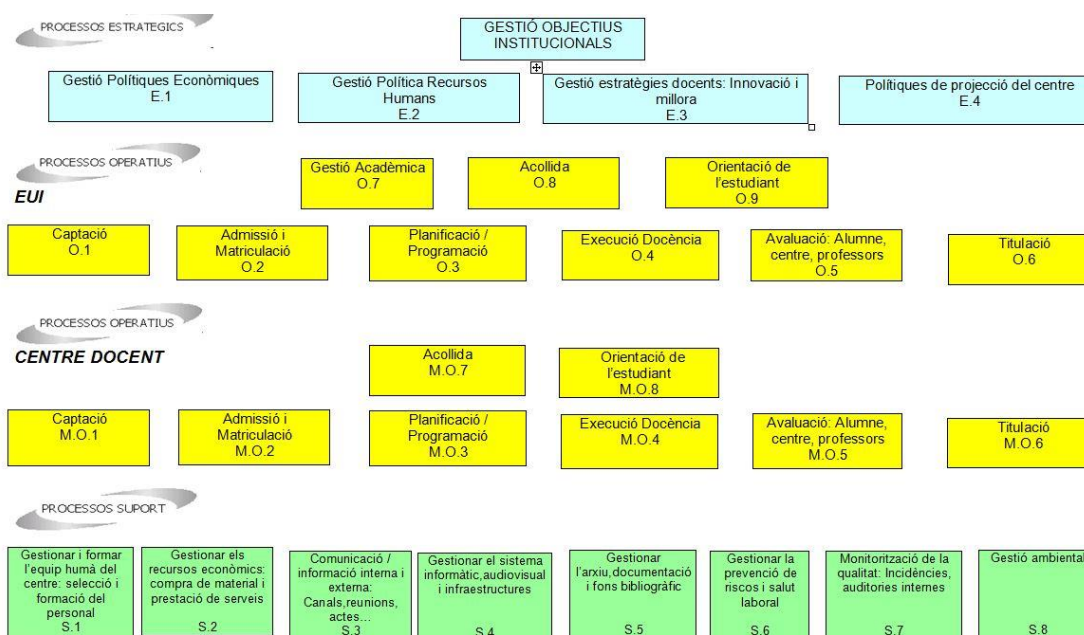 PROCESSOS ESTRATEGICS
GESTIÓ OBJECTIUS
INSTITUCIONALS
Gestió Polítiques Econòmiques
E.1
Gestió Política Recursos
Humans
E.2
Gestió estratègies docents: Innovació i
millora
E.3
Polítiques de projecció del centre
E.4
PROCESSOS OPERATIUS
EUI
Gestió Acadèmica
O.7
Acollida
O.8
Orientació de
l'estudiant
O.9
Captació
O.1
Admissió i
Matriculació
O.2
Planificació /
Programació
O.3
Execució Docència
O.4
Avaluació: Alumne,
centre, professors
O.5
Titulació
O.6
PROCESSOS OPERATIUS
CENTRE DOCENT
Acollida
M.O.7
Orientació de
l'estudiant
M.O.8
Captació
M.O.1
Admissió i
Matriculació
M.O.2
Planificació /
Programació
M.O.3
Execució Docència
M.O.4
Avaluació: Alumne,
centre, professors
M.O.5
Titulació
M.O.6
PROCESSOS SUPORT
Gestionar i formar
l'equip humà del
centre: selecció i
formació del
personal
S.1
Gestionar els
recursos econòmics:
compra de material i
prestació de serveis
S.2
Comunicació /
informació interna i
externa:
Canals,reunions,
actes...
S.3
Gestionar el sistema
informàtic,audiovisual
i infraestructures
S.4
Gestionar
l'arxiu,documentació
i fons bibliogràfic
S.5
Gestionar la
prevenció de
riscos i salut
laboral
S.6
Monitorització de la
qualitat: Incidències,
auditories internes
S.7
Gestió ambiental
S.8